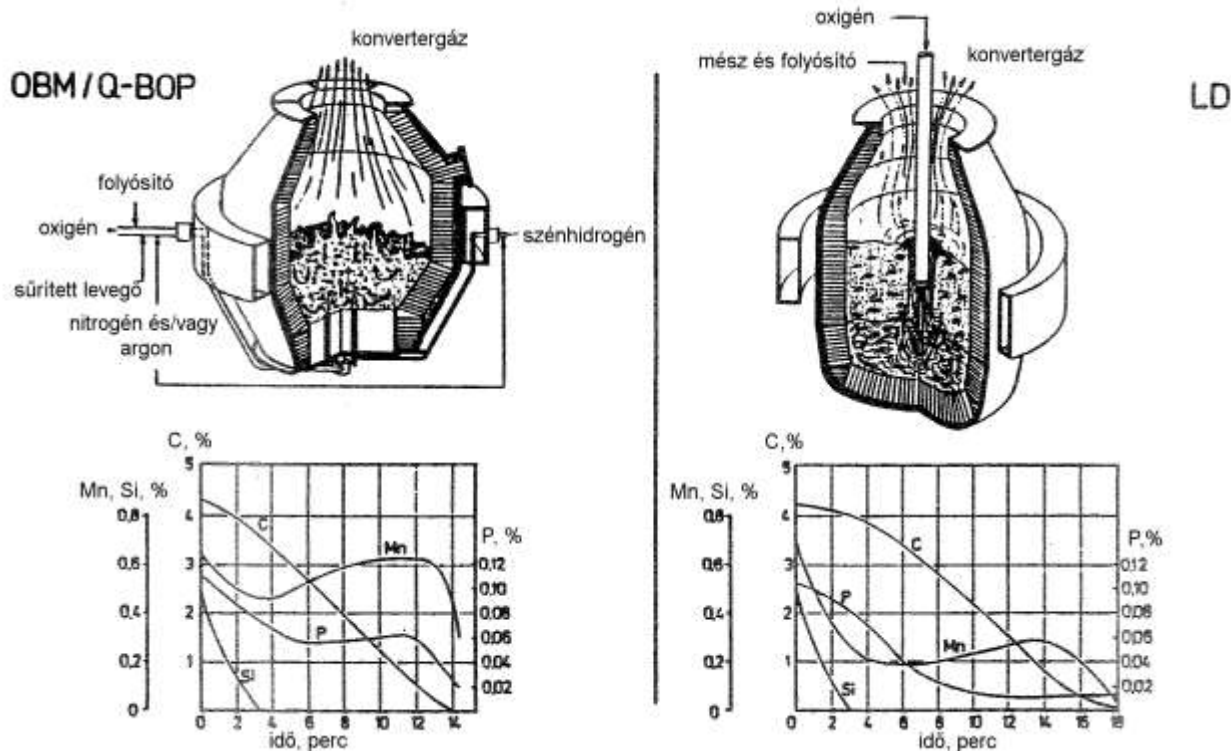 OBM/Q-BOP
konvertergáz
folyósító
oxigén
sűrített levegő
nitrogén és/vagy
argon
szénhidrogén
C, %
Mn, Si, %
P, %
5
4
3
2
1
0,8
0,6
0,4
0,2
0
0,12
0,10
0,08
0,06
0,04
0,02
C
Mn
P
Si
0 2 4 6 8 10 12 14
idő, perc
LD
oxigén
mész és folyósító
konvertergáz
C, %
Mn, Si, %
P,%
5
4
3
2
1
0,8
0,6
0,4
0,2
0
0,12
0,10
0,08
0,06
0,04
0,02
C
P
Mn
Si
0 2 4 6 8 10 12 14 16 18
idő, perc